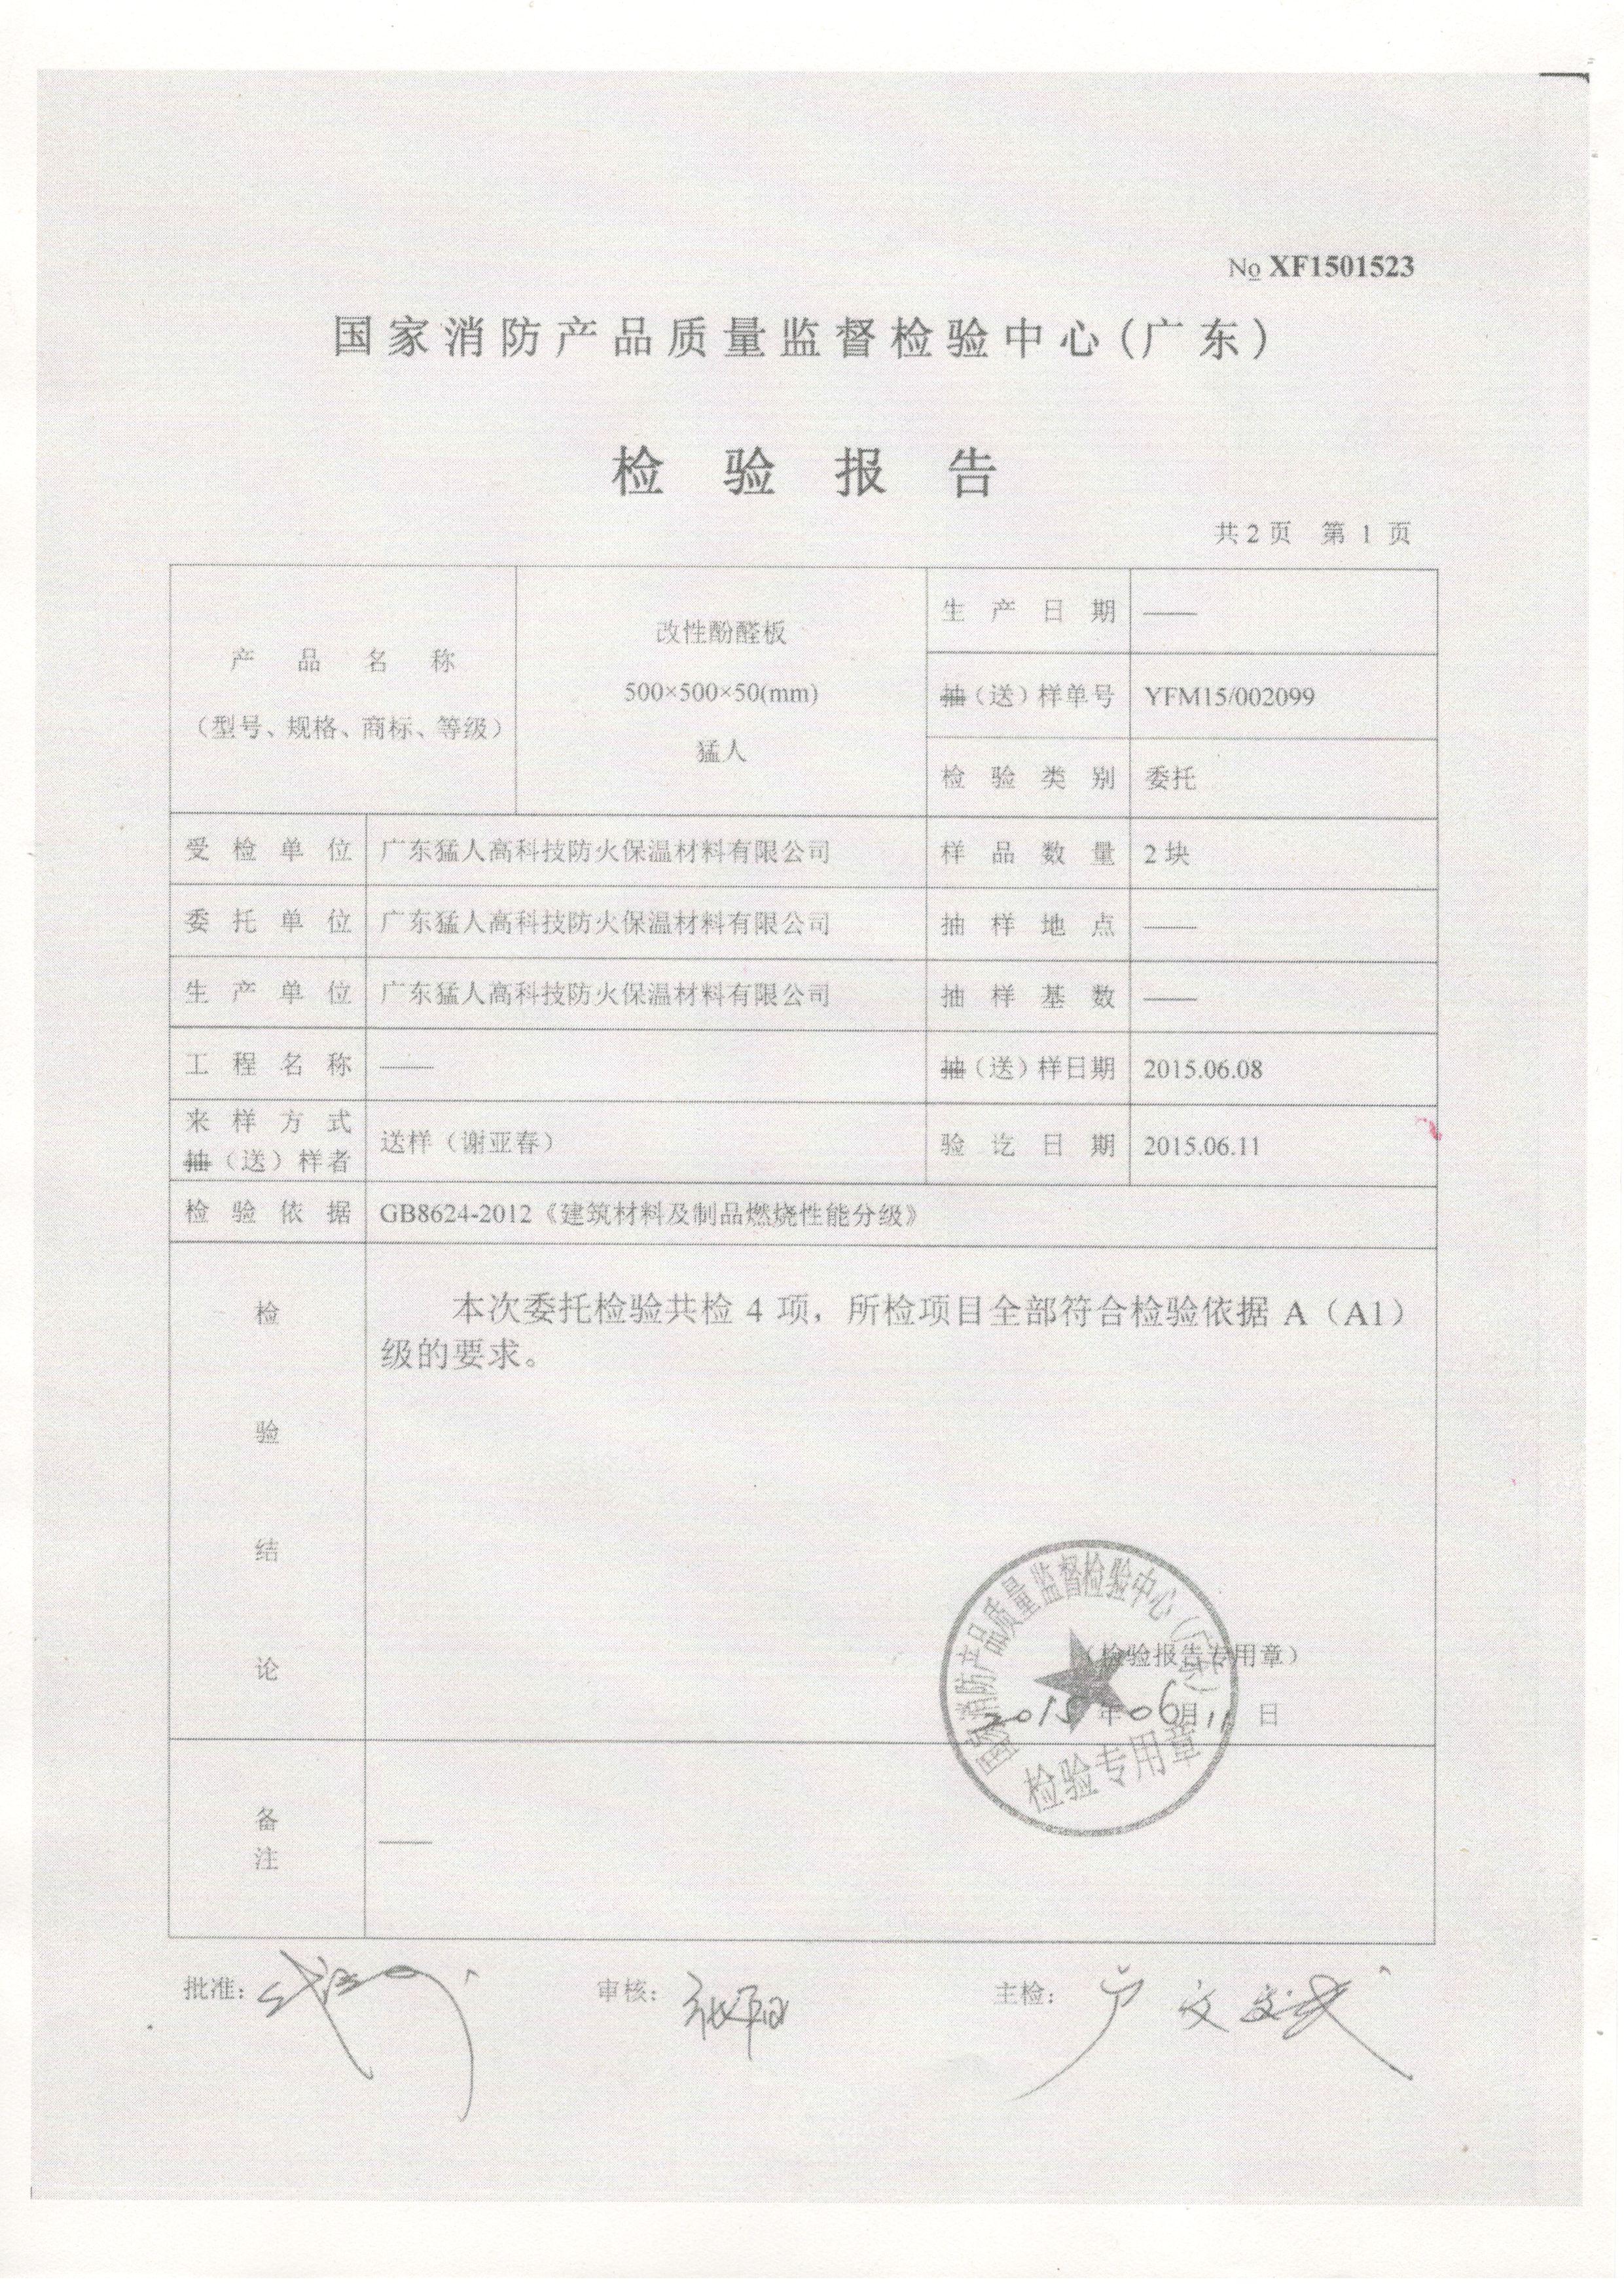 No XF1501523
国家消防产品质量监督检验中心(广东)
检验报告
共2页 第1页
产品名称
（型号、规格、商标、等级）
改性酚醛板
500×500×50(mm)
猛人
生产日期 ——
抽（送）样单号 YFM15/002099
检验类别 委托
受检单位 广东猛人高科技防火保温材料有限公司 样品数量 2块
委托单位 广东猛人高科技防火保温材料有限公司 抽样地点 ——
生产单位 广东猛人高科技防火保温材料有限公司 抽样基数 ——
工程名称 —— 抽（送）样日期 2015.06.08
来样方式
抽（送）样者
送样（谢亚春） 验讫日期 2015.06.11
检验依据 GB8624-2012《建筑材料及制品燃烧性能分级》
检验结论
本次委托检验共检 4 项，所检项目全部符合检验依据 A（A1）
级的要求。
国家消防产品质量监督检验中心(广东)
（检验报告专用章）
2015年06月11日
检验专用章
备注 ——
批准： 审核： 主检：